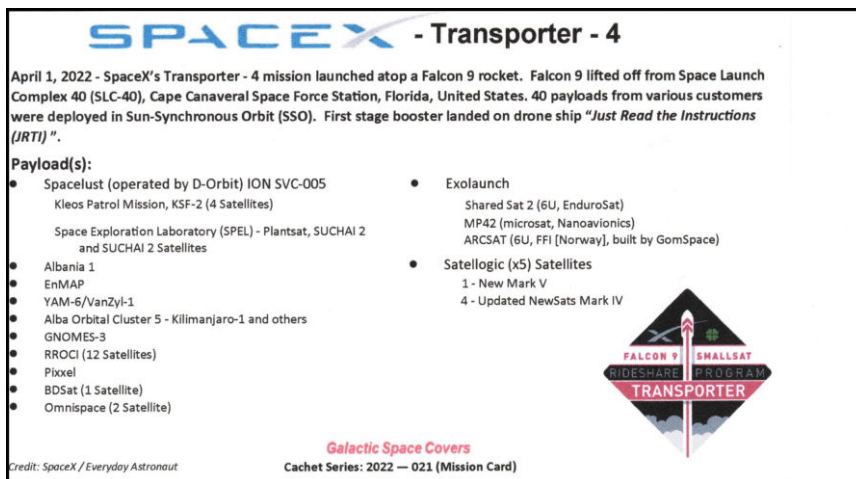 SPACEX - Transporter - 4
April 1, 2022 - SpaceX's Transporter - 4 mission launched atop a Falcon 9 rocket. Falcon 9 lifted off from Space Launch
Complex 40 (SLC-40), Cape Canaveral Space Force Station, Florida, United States. 40 payloads from various customers
were deployed in Sun-Synchronous Orbit (SSO). First stage booster landed on drone ship "Just Read the Instructions
(JRTI) ".
Payload(s):
● Spacelust (operated by D-Orbit) ION SVC-005
Kleos Patrol Mission, KSF-2 (4 Satellites)
Space Exploration Laboratory (SPEL) - Plantsat, SUCHAI 2
and SUCHAI 2 Satellites
● Albania 1
● EnMAP
● YAM-6/VanZyl-1
● Alba Orbital Cluster 5 - Kilimanjaro-1 and others
● GNOMES-3
● RROCI (12 Satellites)
● Pixxel
● BDSat (1 Satellite)
● Omnispace (2 Satellite)
● Exolaunch
Shared Sat 2 (6U, EnduroSat)
MP42 (microsat, Nanoavionics)
ARCSAT (6U, FFI [Norway], built by GomSpace)
● Satellogic (x5) Satellites
1 - New Mark V
4 - Updated NewSats Mark IV
FALCON 9 SMALLSAT
RIDESHARE PROGRAM
TRANSPORTER
Galactic Space Covers
Credit: SpaceX / Everyday Astronaut
Cachet Series: 2022 — 021 (Mission Card)